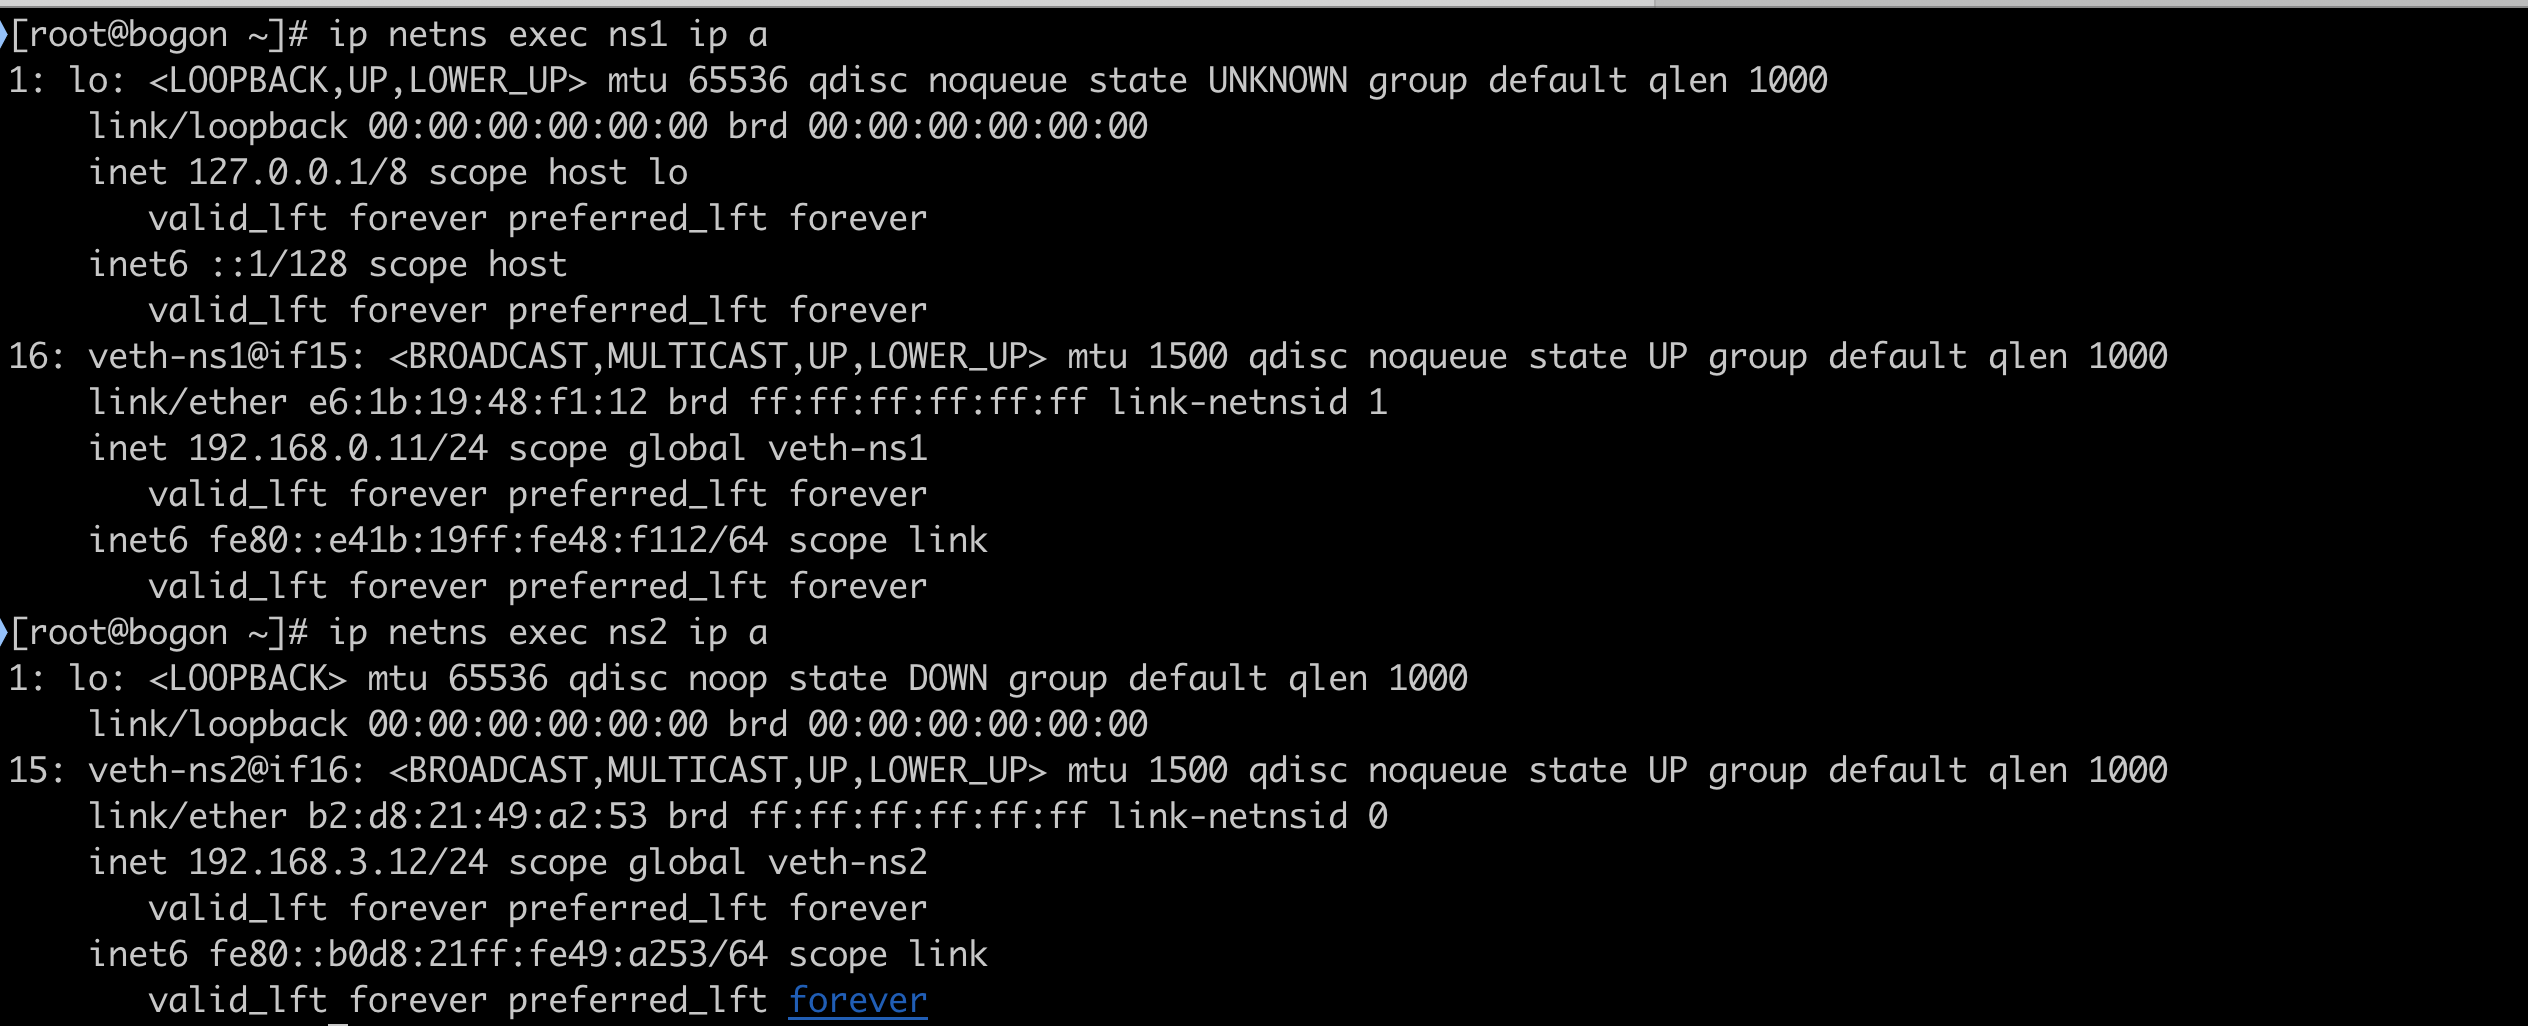 [root@bogon ~]# ip netns exec ns1 ip a
1: lo: <LOOPBACK,UP,LOWER_UP> mtu 65536 qdisc noqueue state UNKNOWN group default qlen 1000
    link/loopback 00:00:00:00:00:00 brd 00:00:00:00:00:00
    inet 127.0.0.1/8 scope host lo
       valid_lft forever preferred_lft forever
    inet6 ::1/128 scope host
       valid_lft forever preferred_lft forever
16: veth-ns1@if15: <BROADCAST,MULTICAST,UP,LOWER_UP> mtu 1500 qdisc noqueue state UP group default qlen 1000
    link/ether e6:1b:19:48:f1:12 brd ff:ff:ff:ff:ff:ff link-netnsid 1
    inet 192.168.0.11/24 scope global veth-ns1
       valid_lft forever preferred_lft forever
    inet6 fe80::e41b:19ff:fe48:f112/64 scope link
       valid_lft forever preferred_lft forever
[root@bogon ~]# ip netns exec ns2 ip a
1: lo: <LOOPBACK> mtu 65536 qdisc noop state DOWN group default qlen 1000
    link/loopback 00:00:00:00:00:00 brd 00:00:00:00:00:00
15: veth-ns2@if16: <BROADCAST,MULTICAST,UP,LOWER_UP> mtu 1500 qdisc noqueue state UP group default qlen 1000
    link/ether b2:d8:21:49:a2:53 brd ff:ff:ff:ff:ff:ff link-netnsid 0
    inet 192.168.3.12/24 scope global veth-ns2
       valid_lft forever preferred_lft forever
    inet6 fe80::b0d8:21ff:fe49:a253/64 scope link
       valid_lft forever preferred_lft forever